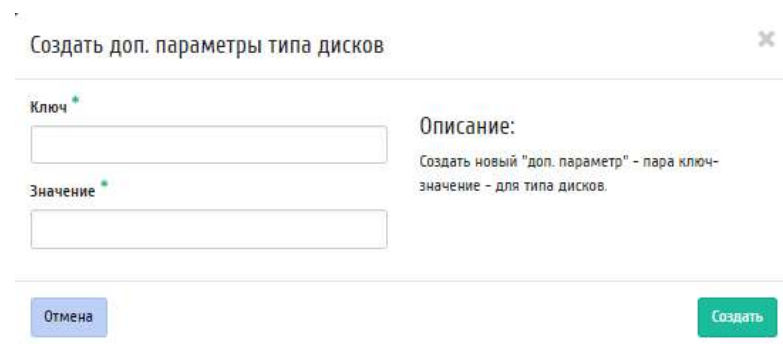 Создать доп. параметры типа дисков
Ключ *
Значение *
Описание:
Создать новый "доп. параметр" - пара ключ-
значение - для типа дисков.
Отмена
Создать